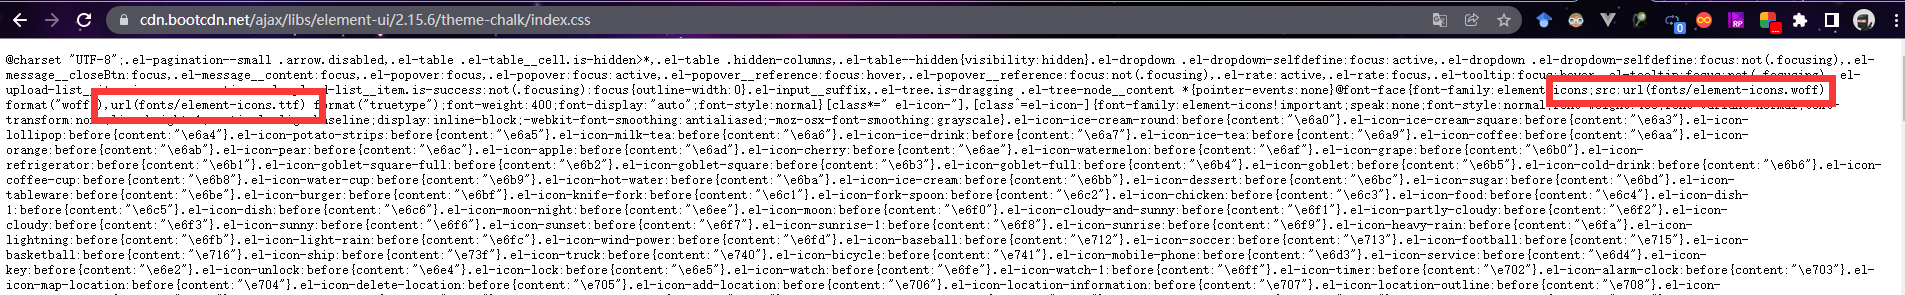 cdn.bootcdn.net/ajax/libs/element-ui/2.15.6/theme-chalk/index.css
RP
0
...
@charset "UTF-8";.el-pagination--small .arrow.disabled,.el-table .el-table__cell.is-hidden>*,.el-table .hidden-columns,.el-table--hidden{visibility:hidden}.el-dropdown .el-dropdown-selfdefine:focus:active,.el-dropdown .el-dropdown-selfdefine:focus:not(.focusing),.el-
message__closeBtn:focus,.el-message__content:focus,.el-popover:focus,.el-popover:focus:active,.el-popover__reference:focus:hover,.el-popover__reference:focus:not(.focusing),.el-rate:active,.el-rate:focus,.el-tooltip:focus:hover,.el-tooltip:focus:not(.focusing),.el-
upload-list__item.is-success:not(.focusing):focus{outline-width:0}.el-input__suffix,.el-tree.is-dragging .el-tree-node__content *{pointer-events:none}@font-face{font-family:element-icons;src:url(fonts/element-icons.woff)
format("woff"),url(fonts/element-icons.ttf) format("truetype");font-weight:400;font-display:"auto";font-style:normal}[class*=" el-icon-"],[class^=el-icon-]{font-family:element-icons!important;speak:none;font-style:normal;
baseline;display:inline-block;-webkit-font-smoothing:antialiased;-moz-osx-font-smoothing:grayscale}.el-icon-ice-cream-round:before{content:"\e6a0"}.el-icon-ice-cream-square:before{content:"\e6a3"}.el-icon-
lollipop:before{content:"\e6a4"}.el-icon-potato-strips:before{content:"\e6a5"}.el-icon-milk-tea:before{content:"\e6a6"}.el-icon-ice-drink:before{content:"\e6a7"}.el-icon-ice-tea:before{content:"\e6a9"}.el-icon-coffee:before{content:"\e6aa"}.el-icon-
orange:before{content:"\e6ab"}.el-icon-pear:before{content:"\e6ac"}.el-icon-apple:before{content:"\e6ad"}.el-icon-cherry:before{content:"\e6ae"}.el-icon-watermelon:before{content:"\e6af"}.el-icon-grape:before{content:"\e6b0"}.el-icon-
refrigerator:before{content:"\e6b1"}.el-icon-goblet-square-full:before{content:"\e6b2"}.el-icon-goblet-square:before{content:"\e6b3"}.el-icon-goblet-full:before{content:"\e6b4"}.el-icon-goblet:before{content:"\e6b5"}.el-icon-cold-drink:before{content:"\e6b6"}.el-icon-
coffee-cup:before{content:"\e6b8"}.el-icon-water-cup:before{content:"\e6b9"}.el-icon-hot-water:before{content:"\e6ba"}.el-icon-ice-cream:before{content:"\e6bb"}.el-icon-dessert:before{content:"\e6bc"}.el-icon-sugar:before{content:"\e6bd"}.el-icon-
tableware:before{content:"\e6be"}.el-icon-burger:before{content:"\e6bf"}.el-icon-knife-fork:before{content:"\e6c1"}.el-icon-fork-spoon:before{content:"\e6c2"}.el-icon-chicken:before{content:"\e6c3"}.el-icon-food:before{content:"\e6c4"}.el-icon-dish-
1:before{content:"\e6c5"}.el-icon-dish:before{content:"\e6c6"}.el-icon-moon-night:before{content:"\e6ee"}.el-icon-moon:before{content:"\e6f0"}.el-icon-cloudy-and-sunny:before{content:"\e6f1"}.el-icon-partly-cloudy:before{content:"\e6f2"}.el-icon-
cloudy:before{content:"\e6f3"}.el-icon-sunny:before{content:"\e6f6"}.el-icon-sunset:before{content:"\e6f7"}.el-icon-sunrise-1:before{content:"\e6f8"}.el-icon-sunrise:before{content:"\e6f9"}.el-icon-heavy-rain:before{content:"\e6fa"}.el-icon-
lightning:before{content:"\e6fb"}.el-icon-light-rain:before{content:"\e6fc"}.el-icon-wind-power:before{content:"\e6fd"}.el-icon-baseball:before{content:"\e712"}.el-icon-soccer:before{content:"\e713"}.el-icon-football:before{content:"\e715"}.el-icon-
basketball:before{content:"\e716"}.el-icon-ship:before{content:"\e73f"}.el-icon-truck:before{content:"\e740"}.el-icon-bicycle:before{content:"\e741"}.el-icon-mobile-phone:before{content:"\e6d3"}.el-icon-service:before{content:"\e6d4"}.el-icon-
key:before{content:"\e6e2"}.el-icon-unlock:before{content:"\e6e4"}.el-icon-lock:before{content:"\e6e5"}.el-icon-watch:before{content:"\e6fe"}.el-icon-watch-1:before{content:"\e6ff"}.el-icon-timer:before{content:"\e702"}.el-icon-alarm-clock:before{content:"\e703"}.el-
icon-map-location:before{content:"\e704"}.el-icon-delete-location:before{content:"\e705"}.el-icon-add-location:before{content:"\e706"}.el-icon-location-information:before{content:"\e707"}.el-icon-location-outline:before{content:"\e708"}.el-icon-